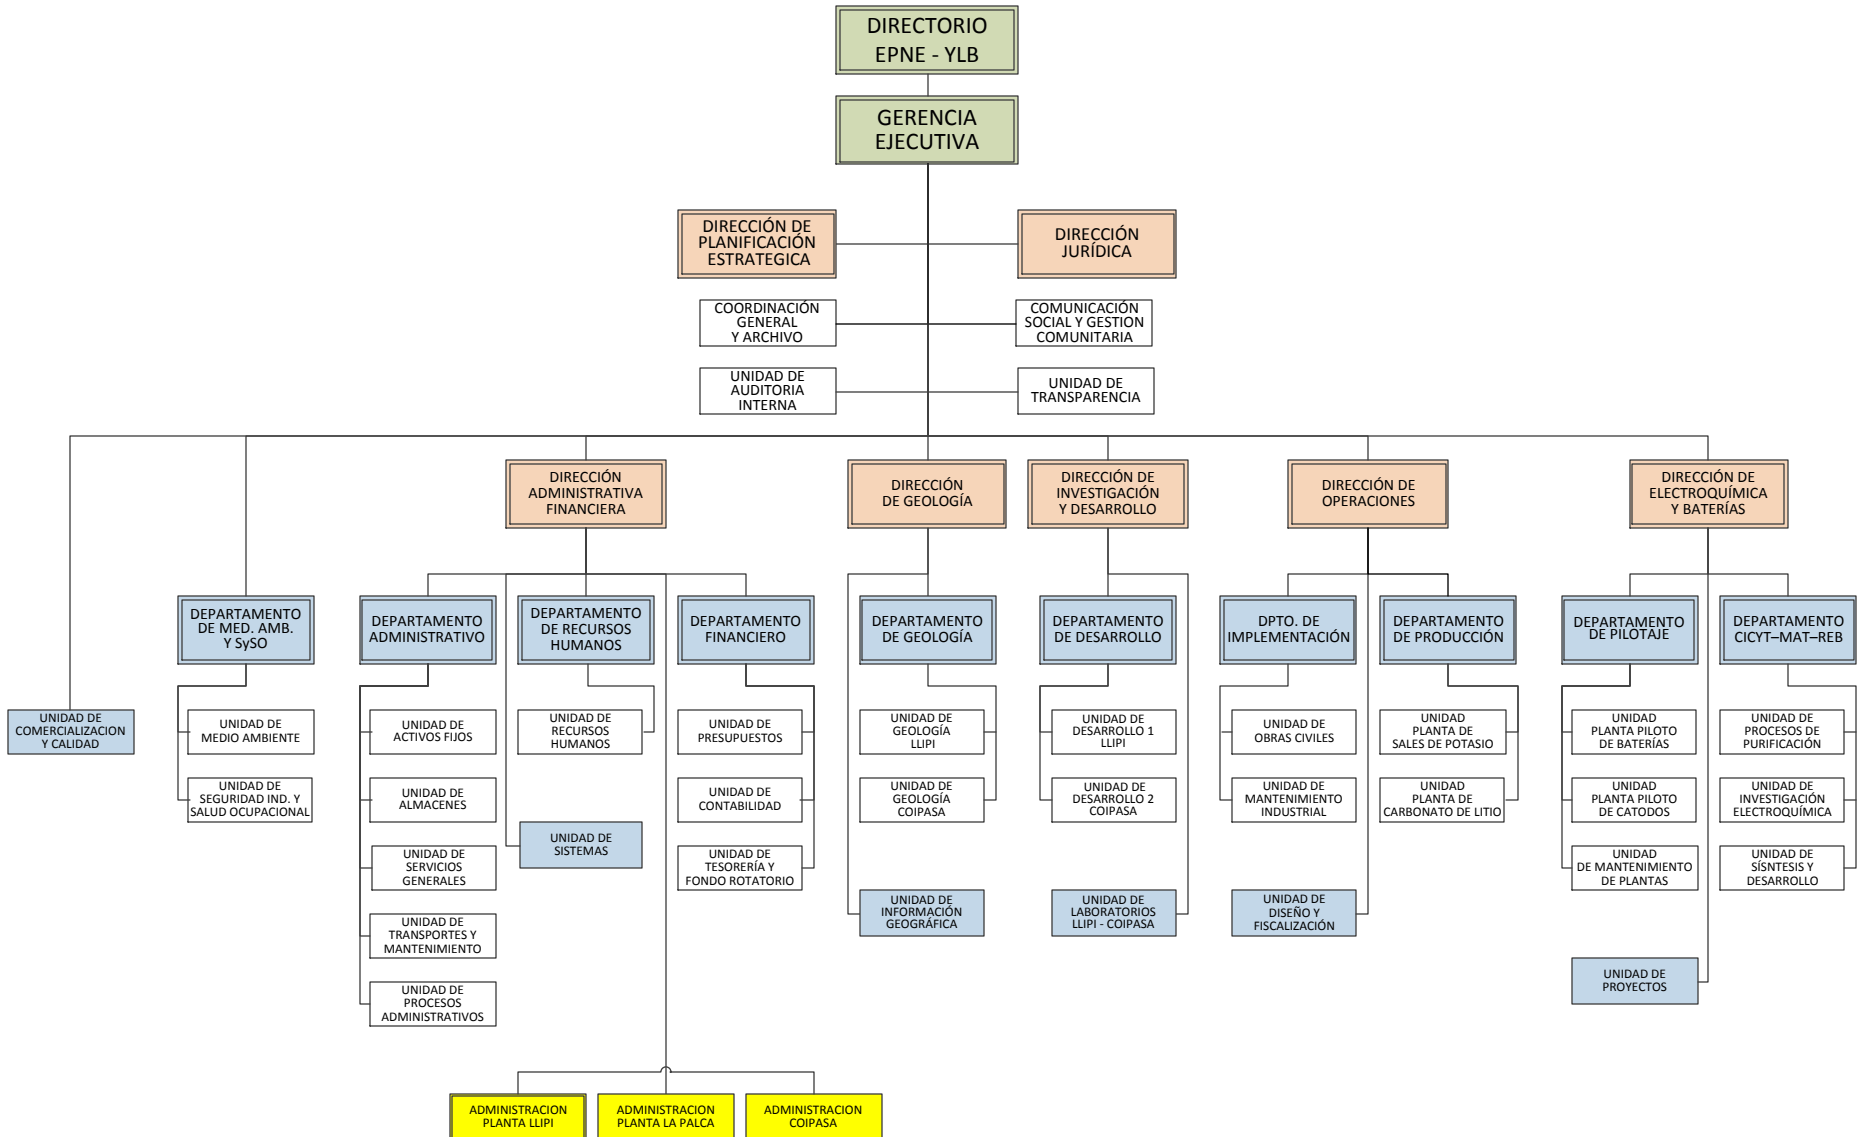 DIRECTORIO
EPNE - YLB
GERENCIA
EJECUTIVA
DIRECCIÓN DE
PLANIFICACIÓN
ESTRATEGICA
DIRECCIÓN
JURÍDICA
COORDINACIÓN
GENERAL
Y ARCHIVO
COMUNICACIÓN
SOCIAL Y GESTION
COMUNITARIA
UNIDAD DE
AUDITORIA
INTERNA
UNIDAD DE
TRANSPARENCIA
DIRECCIÓN
ADMINISTRATIVA
FINANCIERA
DIRECCIÓN
DE GEOLOGÍA
DIRECCIÓN DE
INVESTIGACIÓN
Y DESARROLLO
DIRECCIÓN DE
OPERACIONES
DIRECCIÓN DE
ELECTROQUÍMICA
Y BATERÍAS
DEPARTAMENTO
DE MED. AMB.
Y SySO
DEPARTAMENTO
ADMINISTRATIVO
DEPARTAMENTO
DE RECURSOS
HUMANOS
DEPARTAMENTO
FINANCIERO
DEPARTAMENTO
DE GEOLOGÍA
DEPARTAMENTO
DE DESARROLLO
DPTO. DE
IMPLEMENTACIÓN
DEPARTAMENTO
DE PRODUCCIÓN
DEPARTAMENTO
DE PILOTAJE
DEPARTAMENTO
CICYT–MAT–REB
UNIDAD DE
COMERCIALIZACION
Y CALIDAD
UNIDAD DE
MEDIO AMBIENTE
UNIDAD DE
ACTIVOS FIJOS
UNIDAD DE
RECURSOS
HUMANOS
UNIDAD DE
PRESUPUESTOS
UNIDAD DE
GEOLOGÍA
LLIPI
UNIDAD DE
DESARROLLO 1
LLIPI
UNIDAD DE
OBRAS CIVILES
UNIDAD
PLANTA DE
SALES DE POTASIO
UNIDAD
PLANTA PILOTO
DE BATERÍAS
UNIDAD DE
PROCESOS DE
PURIFICACIÓN
UNIDAD DE
SEGURIDAD IND. Y
SALUD OCUPACIONAL
UNIDAD DE
ALMACENES
UNIDAD DE
CONTABILIDAD
UNIDAD DE
GEOLOGÍA
COIPASA
UNIDAD DE
DESARROLLO 2
COIPASA
UNIDAD DE
MANTENIMIENTO
INDUSTRIAL
UNIDAD
PLANTA DE
CARBONATO DE LITIO
UNIDAD
PLANTA PILOTO
DE CATODOS
UNIDAD DE
INVESTIGACIÓN
ELECTROQUÍMICA
UNIDAD DE
SISTEMAS
UNIDAD DE
SERVICIOS
GENERALES
UNIDAD DE
TESORERÍA Y
FONDO ROTATORIO
UNIDAD
DE MANTENIMIENTO
DE PLANTAS
UNIDAD DE
SÍSNTESIS Y
DESARROLLO
UNIDAD DE
INFORMACIÓN
GEOGRÁFICA
UNIDAD DE
LABORATORIOS
LLIPI - COIPASA
UNIDAD DE
DISEÑO Y
FISCALIZACIÓN
UNIDAD DE
TRANSPORTES Y
MANTENIMIENTO
UNIDAD DE
PROYECTOS
UNIDAD DE
PROCESOS
ADMINISTRATIVOS
ADMINISTRACION
PLANTA LLIPI
ADMINISTRACION
PLANTA LA PALCA
ADMINISTRACION
COIPASA